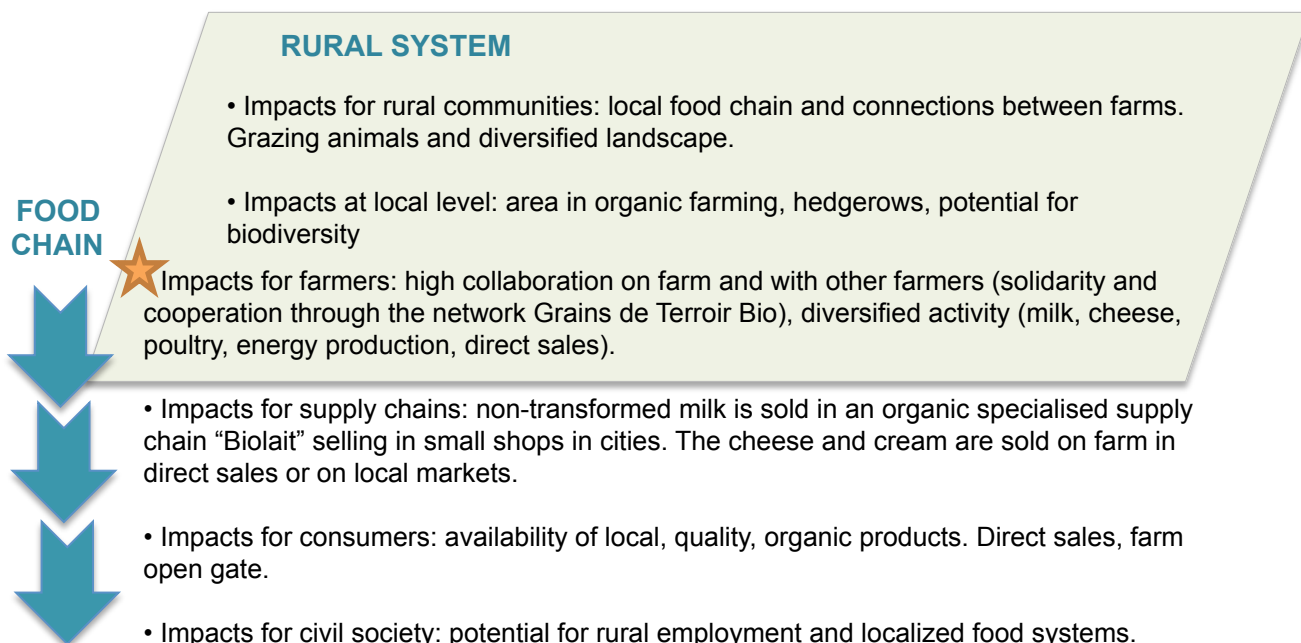 RURAL SYSTEM
• Impacts for rural communities: local food chain and connections between farms.
Grazing animals and diversified landscape.
• Impacts at local level: area in organic farming, hedgerows, potential for
biodiversity
FOOD
CHAIN
Impacts for farmers: high collaboration on farm and with other farmers (solidarity and
cooperation through the network Grains de Terroir Bio), diversified activity (milk, cheese,
poultry, energy production, direct sales).
• Impacts for supply chains: non-transformed milk is sold in an organic specialised supply
chain “Biolait” selling in small shops in cities. The cheese and cream are sold on farm in
direct sales or on local markets.
• Impacts for consumers: availability of local, quality, organic products. Direct sales, farm
open gate.
• Impacts for civil society: potential for rural employment and localized food systems.